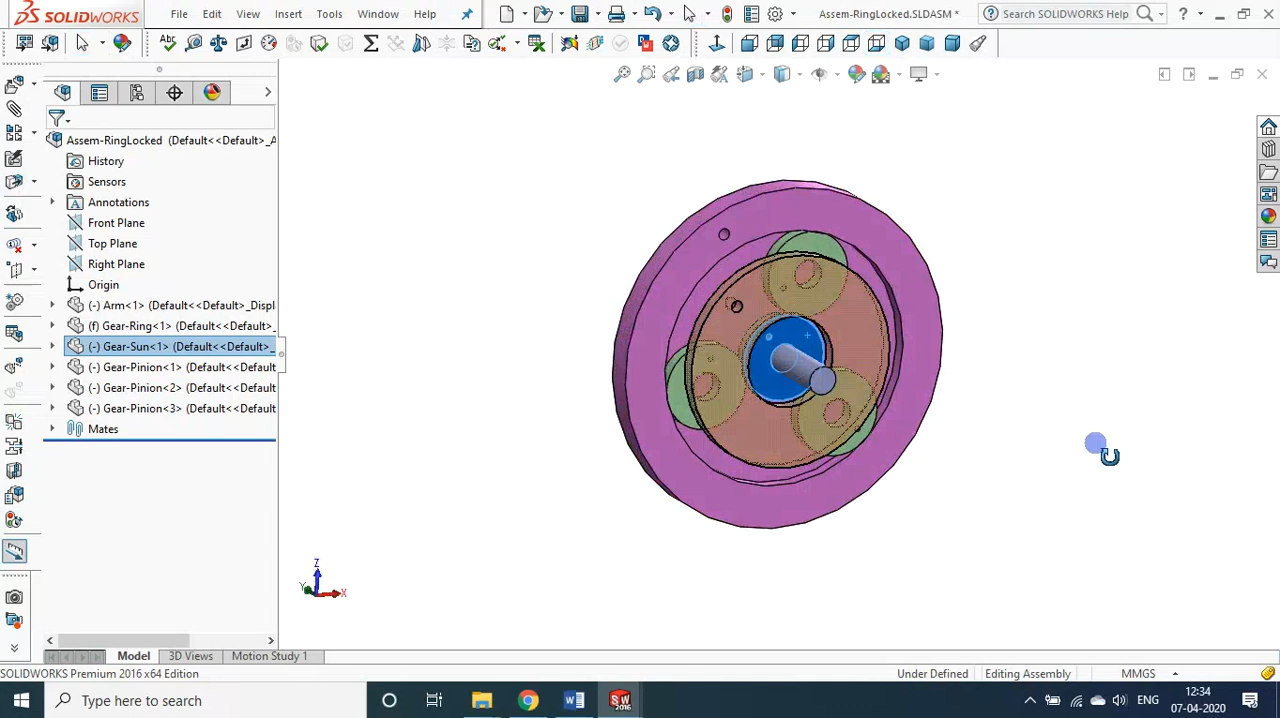 SOLIDWORKS File Edit View Insert Tools Window Help Assem-RingLocked.SLDASM * Search SOLIDWORKS Help ?
Assem-RingLocked (Default<<Default>_A
History
Sensors
Annotations
Front Plane
Top Plane
Right Plane
Origin
(-) Arm<1> (Default<<Default>_Displ
(f) Gear-Ring<1> (Default<<Default>_
(-) Gear-Sun<1> (Default<<Default>_
(-) Gear-Pinion<1> (Default<<Default
(-) Gear-Pinion<2> (Default<<Default
(-) Gear-Pinion<3> (Default<<Default
Mates
Z
Y
X
Model 3D Views Motion Study 1
SOLIDWORKS Premium 2016 x64 Edition Under Defined Editing Assembly MMGS
Type here to search ENG 12:34
07-04-2020